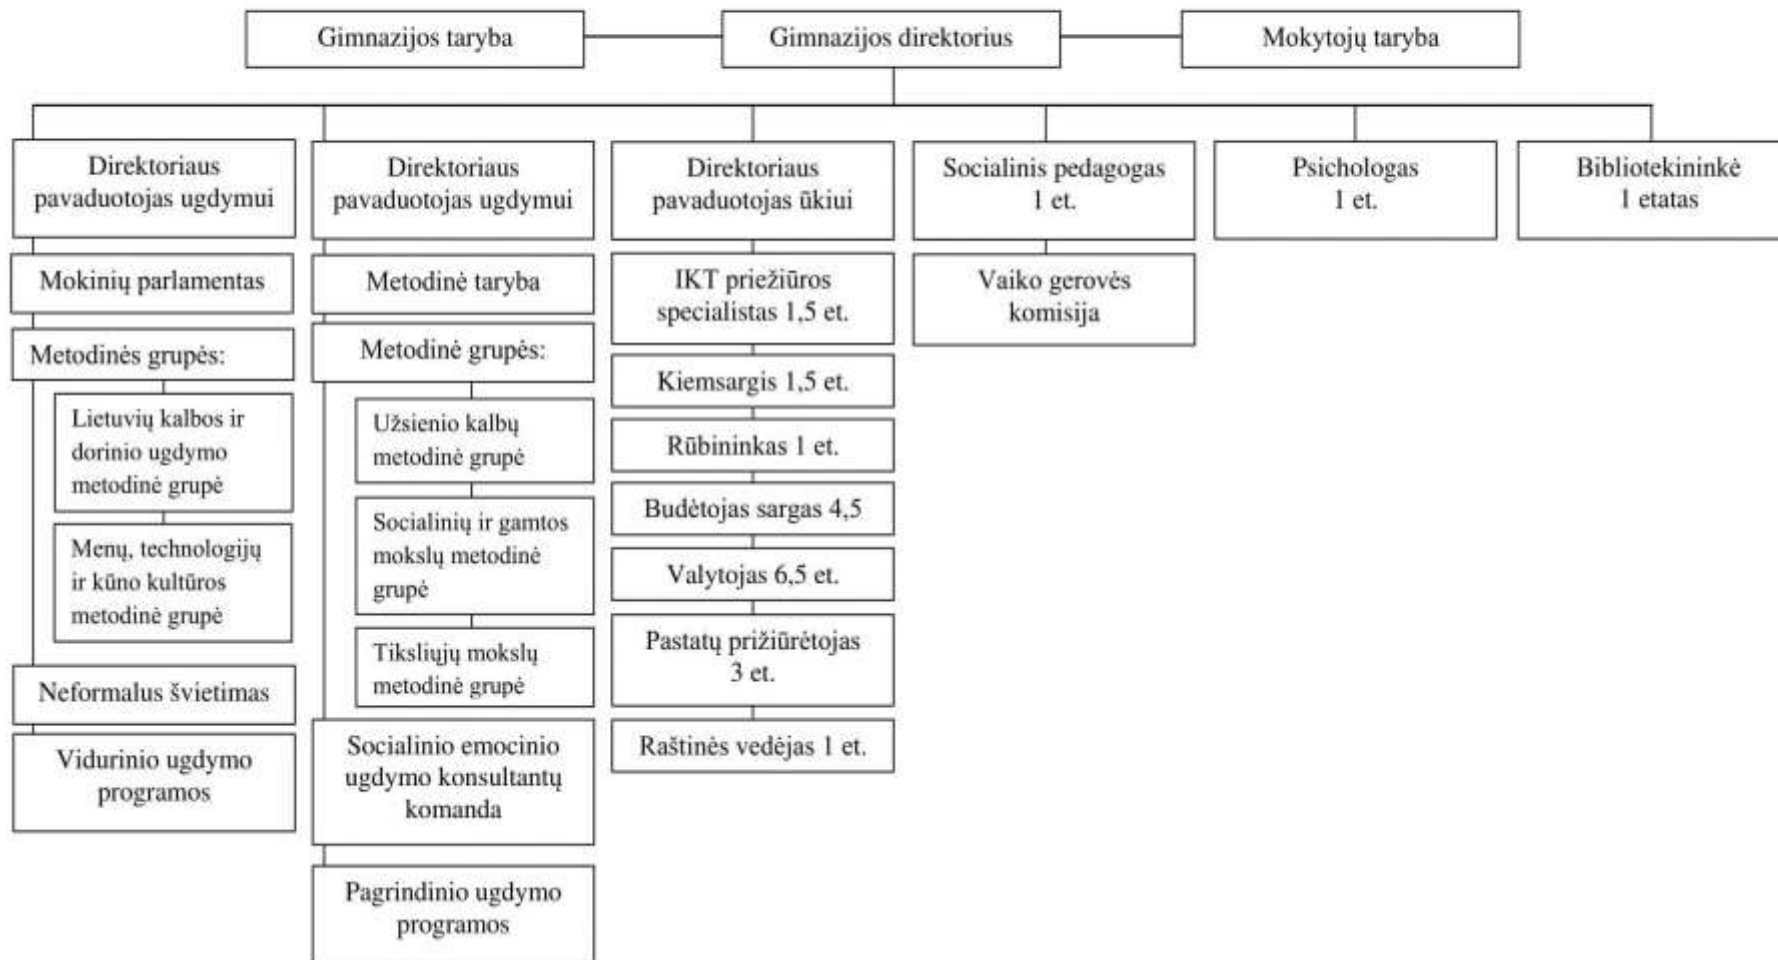 Gimnazijos taryba
Gimnazijos direktorius
Mokytojų taryba
Direktoriaus
pavaduotojas ugdymui
Mokinių parlamentas
Metodinės grupės:
Lietuvių kalbos ir
dorinio ugdymo
metodinė grupė
Menų, technologijų
ir kūno kultūros
metodinė grupė
Neformalus švietimas
Vidurinio ugdymo
programos
Direktoriaus
pavaduotojas ugdymui
Metodinė taryba
Metodinė grupės:
Užsienio kalbų
metodinė grupė
Socialinių ir gamtos
mokslų metodinė
grupė
Tiksliųjų mokslų
metodinė grupė
Socialinio emocinio
ugdymo konsultantų
komanda
Pagrindinio ugdymo
programos
Direktoriaus
pavaduotojas ūkiui
IKT priežiūros
specialistas 1,5 et.
Kiemsargis 1,5 et.
Rūbininkas 1 et.
Budėtojas sargas 4,5
Valytojas 6,5 et.
Pastatų prižiūrėtojas
3 et.
Raštinės vedėjas 1 et.
Socialinis pedagogas
1 et.
Vaiko gerovės
komisija
Psichologas
1 et.
Bibliotekininkė
1 etatas